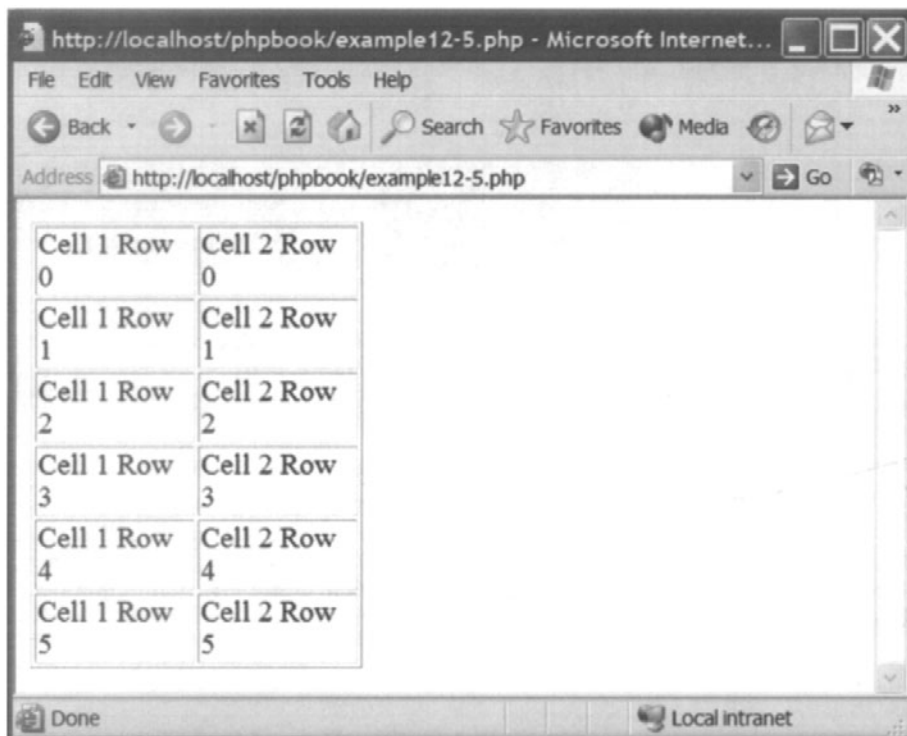 http://localhost/phpbook/example12-5.php - Microsoft Internet...
File Edit View Favorites Tools Help
Back Search Favorites Media »
Address http://localhost/phpbook/example12-5.php Go
Cell 1 Row Cell 2 Row
0 0
Cell 1 Row Cell 2 Row
1 1
Cell 1 Row Cell 2 Row
2 2
Cell 1 Row Cell 2 Row
3 3
Cell 1 Row Cell 2 Row
4 4
Cell 1 Row Cell 2 Row
5 5
Done Local intranet